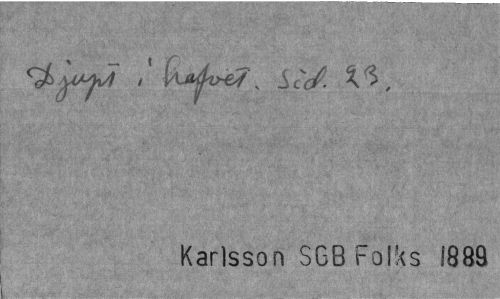 Djupt i hafvet. Sid. 23.
Karlsson SGB Folks 1889